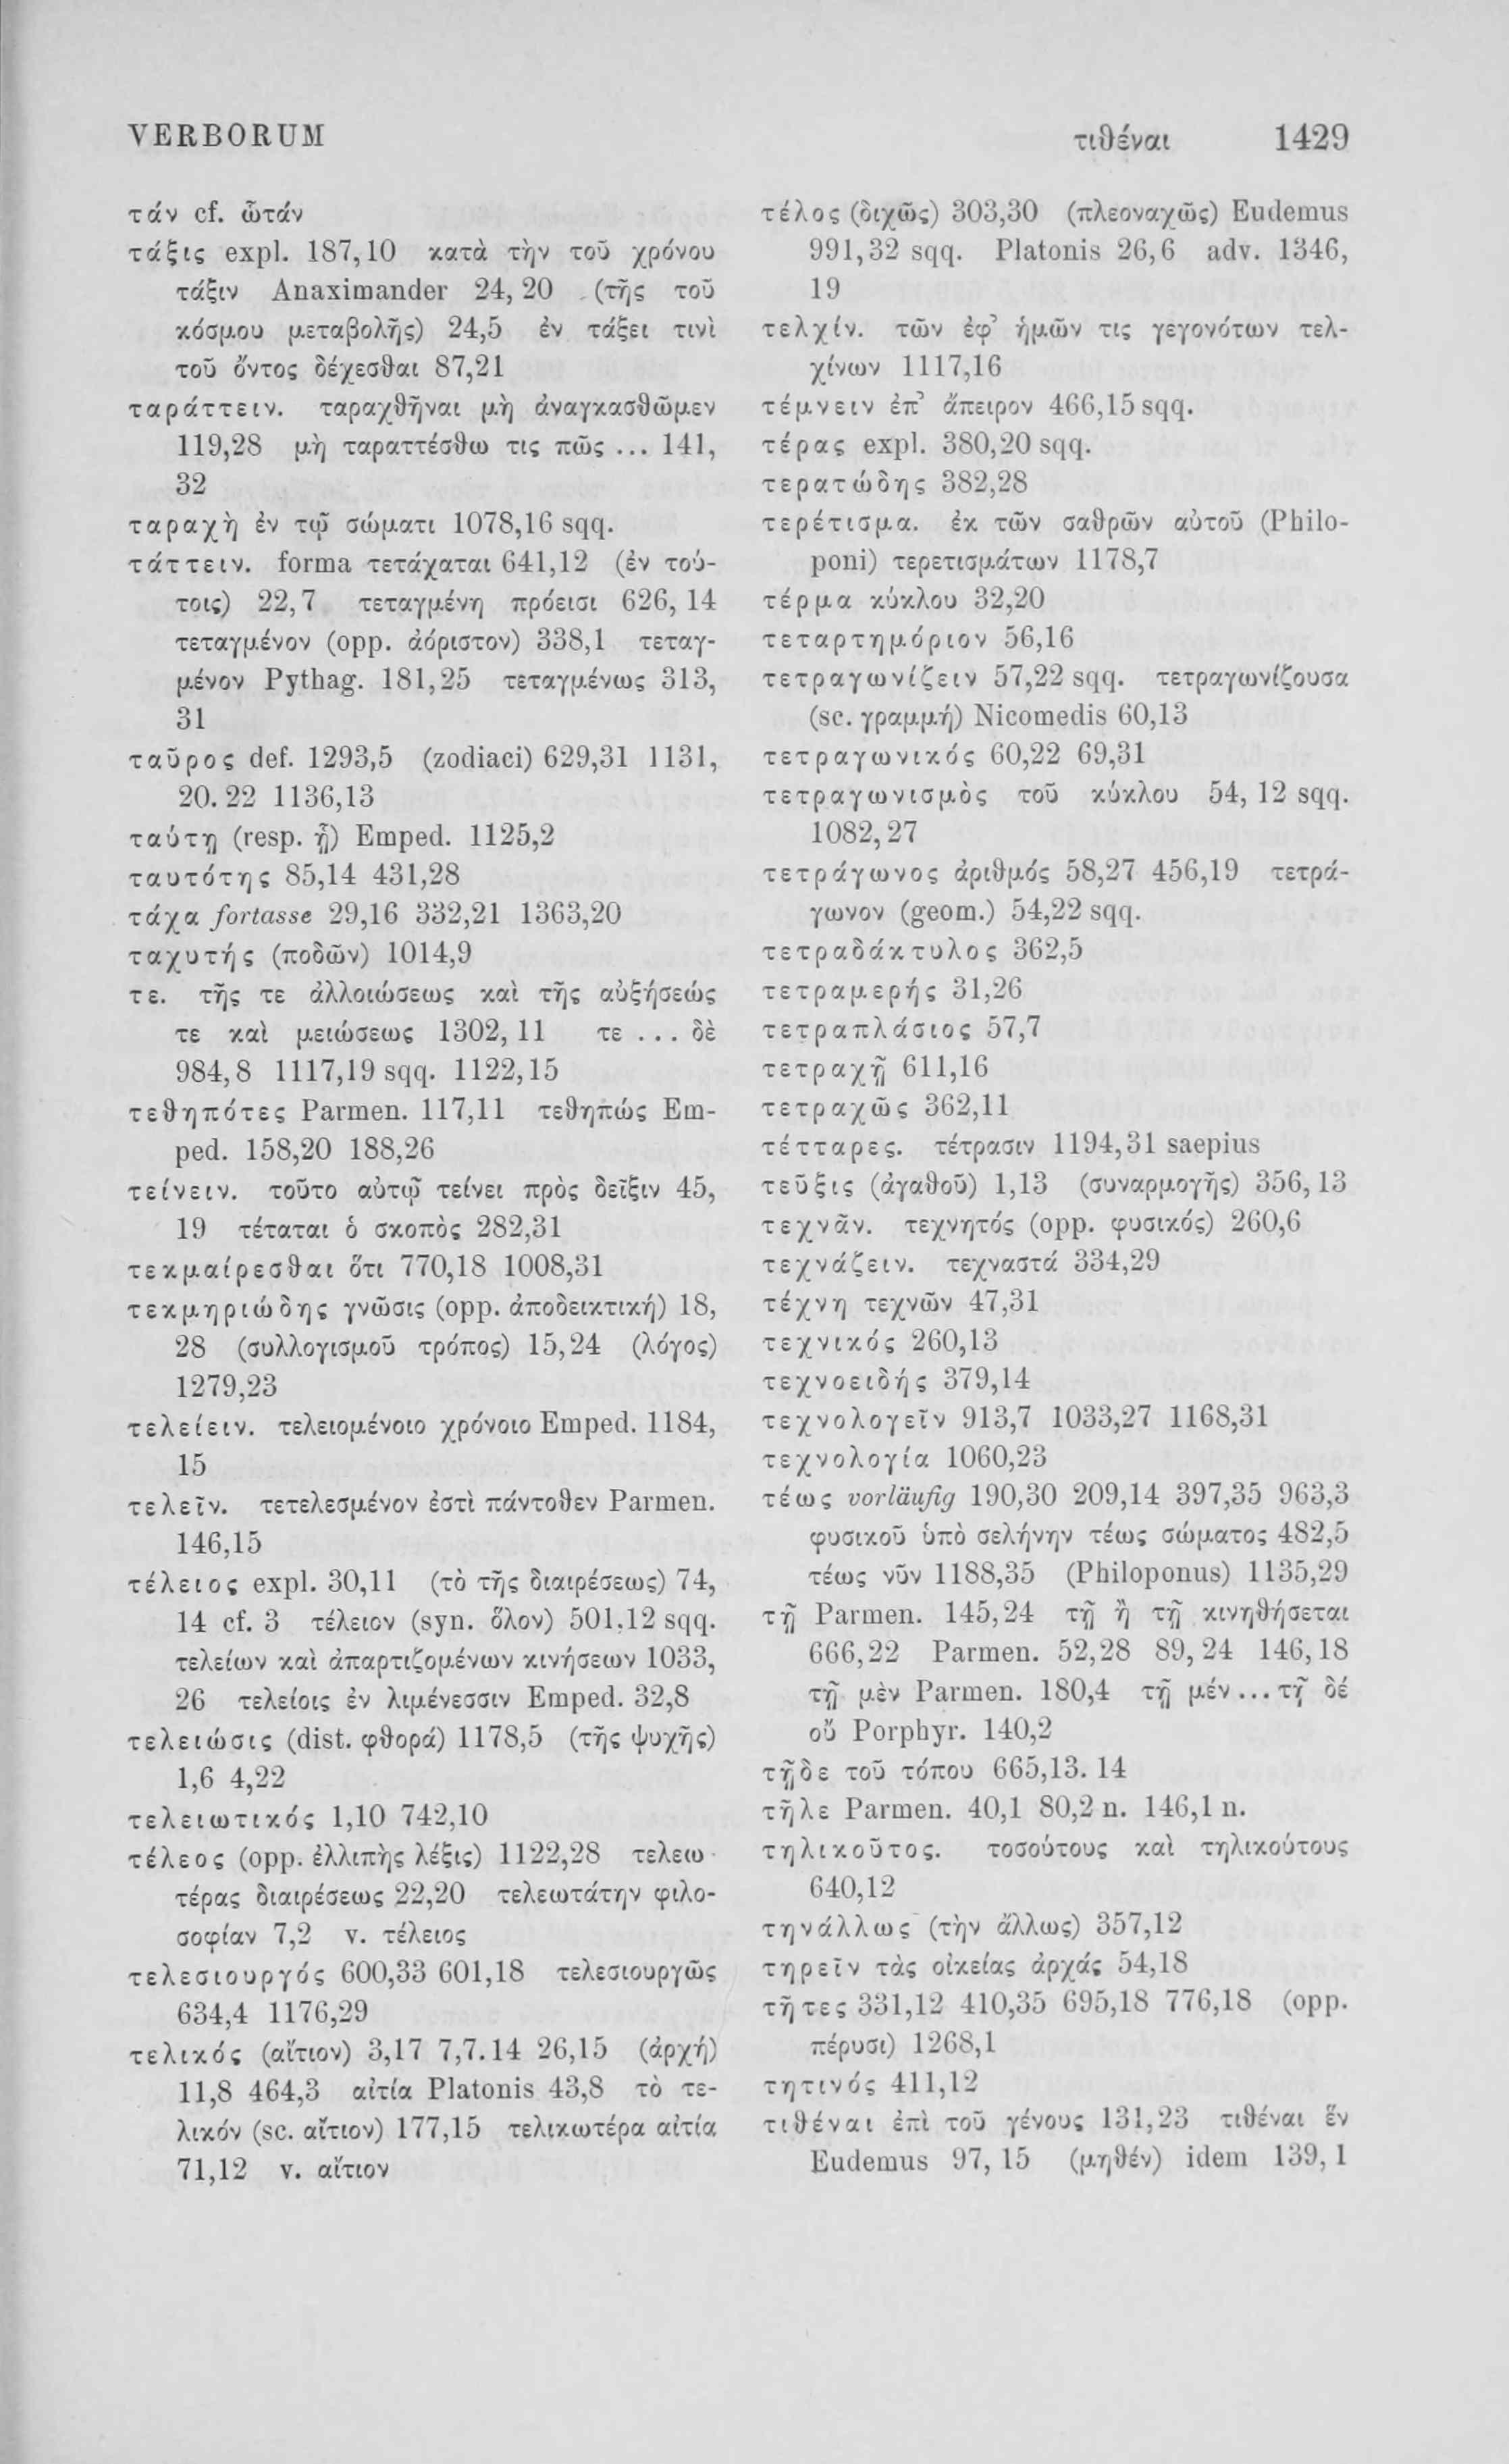 VERBORUM
τιθέναι 1429
τάν cf. ὦτάν
τάξις expl. 187,10 κατὰ τὴν τοῦ χρόνου
τάξιν Anaximander 24, 20 (τῆς τοῦ
κόσμου μεταβολῆς) 24,5 ἐν τάξει τινὶ
τοῦ ὄντος δέχεσθαι 87,21
ταράττειν. ταραχθῆναι μὴ ἀναγκασθῶμεν
119,28 μὴ ταραττέσθω τις πῶς ... 141,
32
ταραχὴ ἐν τῷ σώματι 1078,16 sqq.
τάττειν. forma τετάχαται 641,12 (ἐν τού-
τοις) 22,7 τεταγμένη πρόεισι 626, 14
τεταγμένον (opp. ἀόριστον) 338,1 τεταγ-
μένον Pythag. 181,25 τεταγμένως 313,
31
ταῦρος def. 1293,5 (zodiaci) 629,31 1131,
20. 22 1136,13
ταύτῃ (resp. ᾗ) Emped. 1125,2
ταυτότης 85,14 431,28
τάχα fortasse 29,16 332,21 1363,20
ταχυτής (ποδῶν) 1014,9
τε. τῆς τε ἀλλοιώσεως καὶ τῆς αὐξήσεώς
τε καὶ μειώσεως 1302, 11 τε ... δὲ
984, 8 1117,19 sqq. 1122,15
τεθηπότες Parmen. 117,11 τεθηπώς Em-
ped. 158,20 188,26
τείνειν. τοῦτο αὐτῷ τείνει πρὸς δεῖξιν 45,
19 τέταται ὁ σκοπὸς 282,31
τεκμαίρεσθαι ὅτι 770,18 1008,31
τεκμηριώδης γνῶσις (opp. ἀποδεικτική) 18,
28 (συλλογισμοῦ τρόπος) 15,24 (λόγος)
1279,23
τελείειν. τελειομένοιο χρόνοιο Emped. 1184,
15
τελεῖν. τετελεσμένον ἐστὶ πάντοθεν Parmen.
146,15
τέλειος expl. 30,11 (τὸ τῆς διαιρέσεως) 74,
14 cf. 3 τέλειον (syn. ὅλον) 501,12 sqq.
τελείων καὶ ἀπαρτιζομένων κινήσεων 1033,
26 τελείοις ἐν λιμένεσσιν Emped. 32,8
τελειώσις (dist. φθορά) 1178,5 (τῆς ψυχῆς)
1,6 4,22
τελειωτικός 1,10 742,10
τέλεος (opp. ἐλλιπὴς λέξις) 1122,28 τελεω-
τέρας διαιρέσεως 22,20 τελεωτάτην φιλο-
σοφίαν 7,2 v. τέλειος
τελεσιουργός 600,33 601,18 τελεσιουργῶς
634,4 1176,29
τελικός (αἴτιον) 3,17 7,7.14 26,15 (ἀρχή)
11,8 464,3 αἰτία Platonis 43,8 τὸ τε-
λικόν (sc. αἴτιον) 177,15 τελικωτέρα αἰτία
71,12 v. αἴτιον
τέλος (διχῶς) 303,30 (πλεοναχῶς) Eudemus
991,32 sqq. Platonis 26,6 adv. 1346,
19
τελχίν. τῶν ἐφ’ ἡμῶν τις γεγονότων τελ-
χίνων 1117,16
τέμνειν ἐπ’ ἄπειρον 466,15 sqq.
τέρας expl. 380,20 sqq.
τερατώδης 382,28
τερέτισμα. ἐκ τῶν σαθρῶν αὐτοῦ (Philo-
poni) τερετισμάτων 1178,7
τέρμα κύκλου 32,20
τεταρτημόριον 56,16
τετραγωνίζειν 57,22 sqq. τετραγωνίζουσα
(sc. γραμμή) Nicomedis 60,13
τετραγωνικός 60,22 69,31
τετραγωνισμὸς τοῦ κύκλου 54, 12 sqq.
1082, 27
τετράγωνος ἀριθμός 58,27 456,19 τετρά-
γωνον (geom.) 54,22 sqq.
τετραδάκτυλος 362,5
τετραμερής 31,26
τετραπλάσιος 57,7
τετραχῇ 611,16
τετραχῶς 362,11
τέτταρες. τέτρασιν 1194,31 saepius
τεῦξις (ἀγαθοῦ) 1,13 (συναρμογῆς) 356, 13
τεχνᾶν. τεχνητός (opp. φυσικός) 260,6
τεχνάζειν. τεχναστά 334,29
τέχνη τεχνῶν 47,31
τεχνικός 260,13
τεχνοειδής 379,14
τεχνολογεῖν 913,7 1033,27 1168,31
τεχνολογία 1060,23
τέως vorläufig 190,30 209,14 397,35 963,3
φυσικοῦ ὑπὸ σελήνην τέως σώματος 482,5
τέως νῦν 1188,35 (Philoponus) 1135,29
τῇ Parmen. 145,24 τῇ ἢ τῇ κινηθήσεται
666,22 Parmen. 52,28 89, 24 146,18
τῇ μὲν Parmen. 180,4 τῇ μέν ... τῇ δέ
οὔ Porphyr. 140,2
τῇδε τοῦ τόπου 665,13. 14
τῆλε Parmen. 40,1 80,2 n. 146,1 n.
τηλικοῦτος. τοσούτους καὶ τηλικούτους
640,12
τηνάλλως (τὴν ἄλλως) 357,12
τηρεῖν τὰς οἰκείας ἀρχάς 54,18
τῆτες 331,12 410,35 695,18 776,18 (opp.
πέρυσι) 1268,1
τητινός 411,12
τιθέναι ἐπὶ τοῦ γένους 131,23 τιθέναι ἕν
Eudemus 97, 15 (μηθέν) idem 139, 1